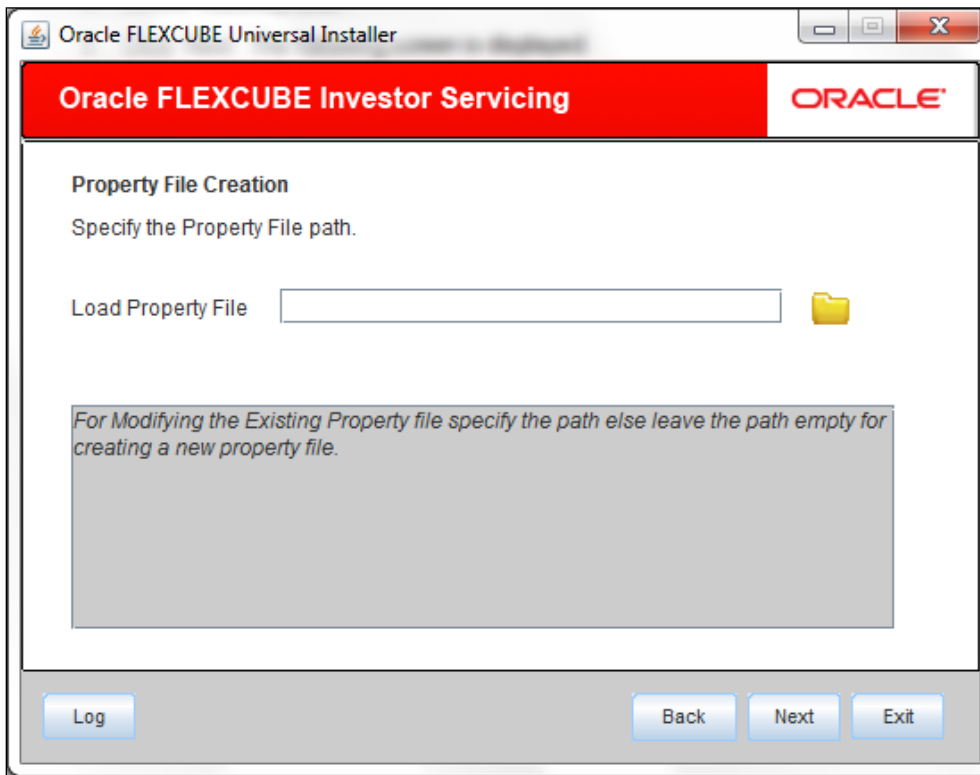 Oracle FLEXCUBE Universal Installer
Oracle FLEXCUBE Investor Servicing
ORACLE
Property File Creation
Specify the Property File path.
Load Property File
For Modifying the Existing Property file specify the path else leave the path empty for
creating a new property file.
Log
Back
Next
Exit